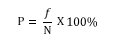 P = f/N X 100%